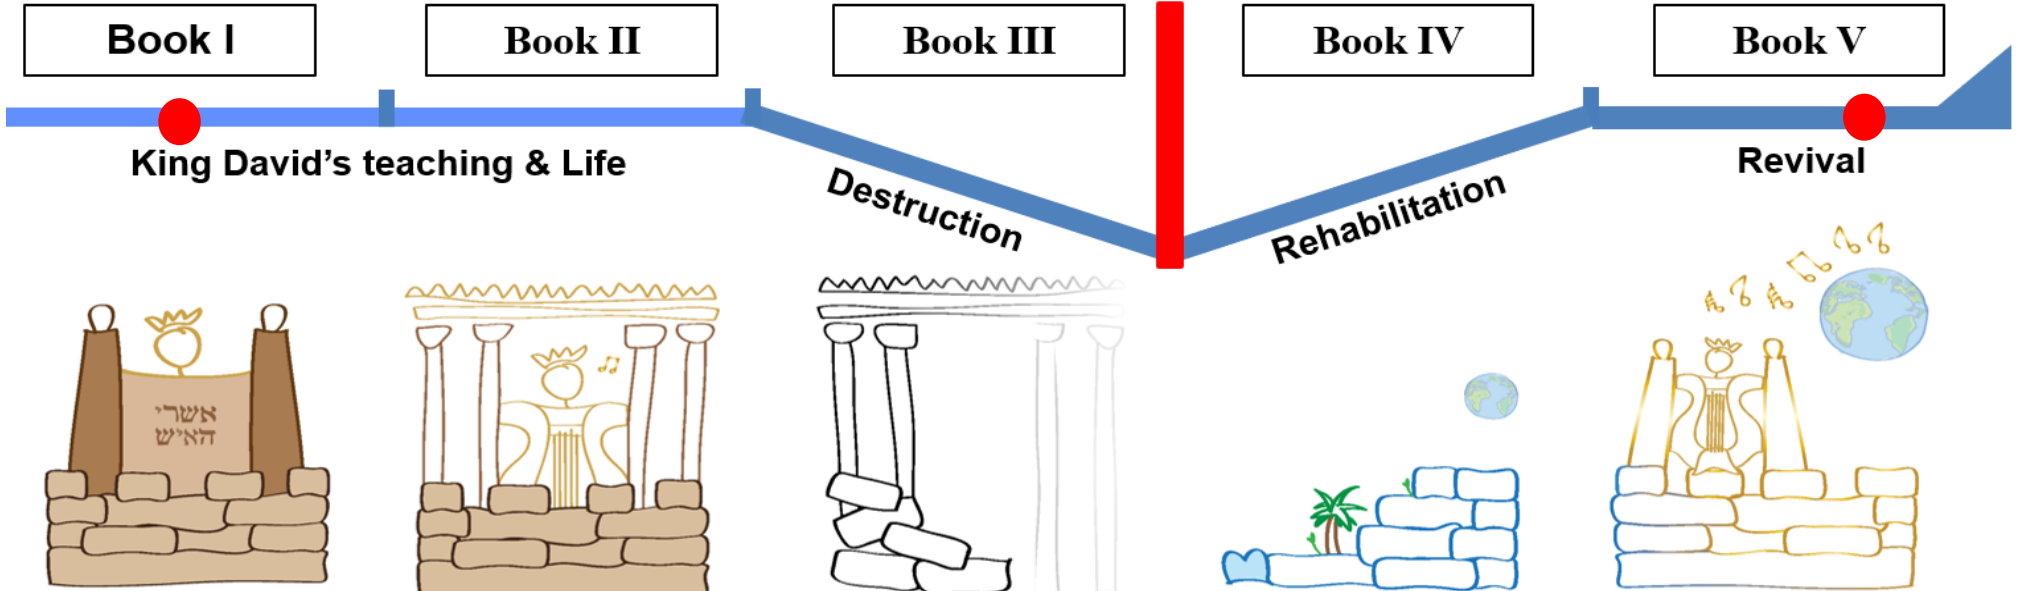 Book I
Book II
Book III
Book IV
Book V
King David’s teaching & Life
Destruction
Rehabilitation
Revival
אשרי
האיש